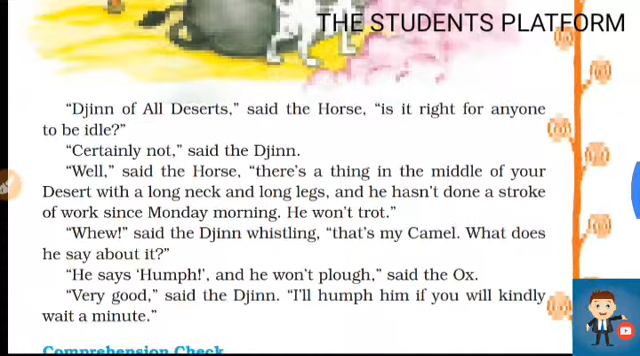 THE STUDENTS PLATFORM
"Djinn of All Deserts," said the Horse, "is it right for anyone
to be idle?"
"Certainly not," said the Djinn.
"Well," said the Horse, "there's a thing in the middle of your
Desert with a long neck and long legs, and he hasn't done a stroke
of work since Monday morning. He won't trot."
"Whew!" said the Djinn whistling, "that's my Camel. What does
he say about it?"
"He says 'Humph!', and he won't plough," said the Ox.
"Very good," said the Djinn. "I'll humph him if you will kindly
wait a minute."
Comprehension Check